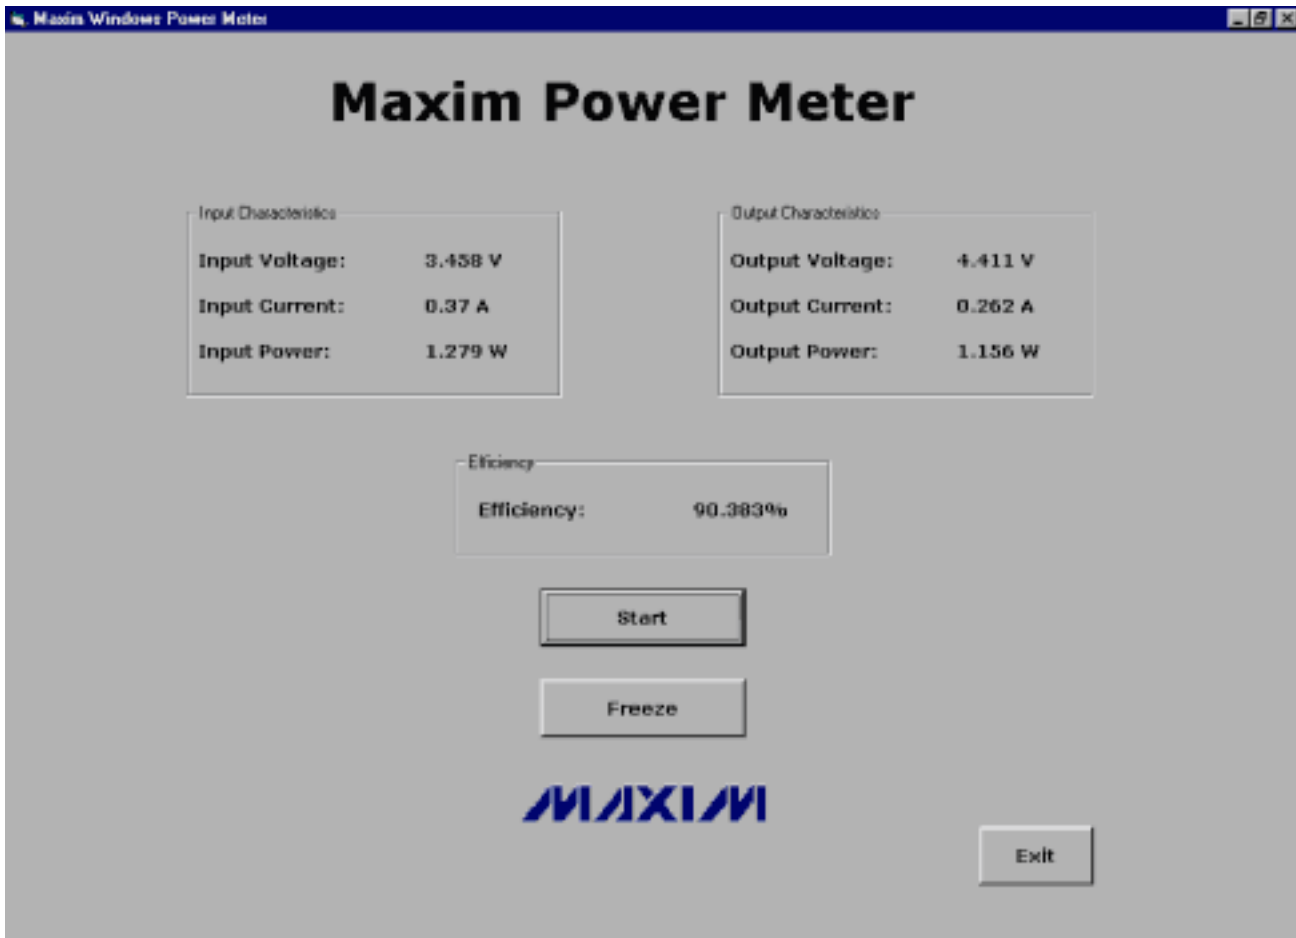 Maxim Windows Power Meter
Maxim Power Meter
Input Characteristics
Input Voltage: 3.458 V
Input Current: 0.37 A
Input Power: 1.279 W
Output Characteristics
Output Voltage: 4.411 V
Output Current: 0.262 A
Output Power: 1.156 W
Efficiency
Efficiency: 90.383%
Start
Freeze
MAXIM
Exit